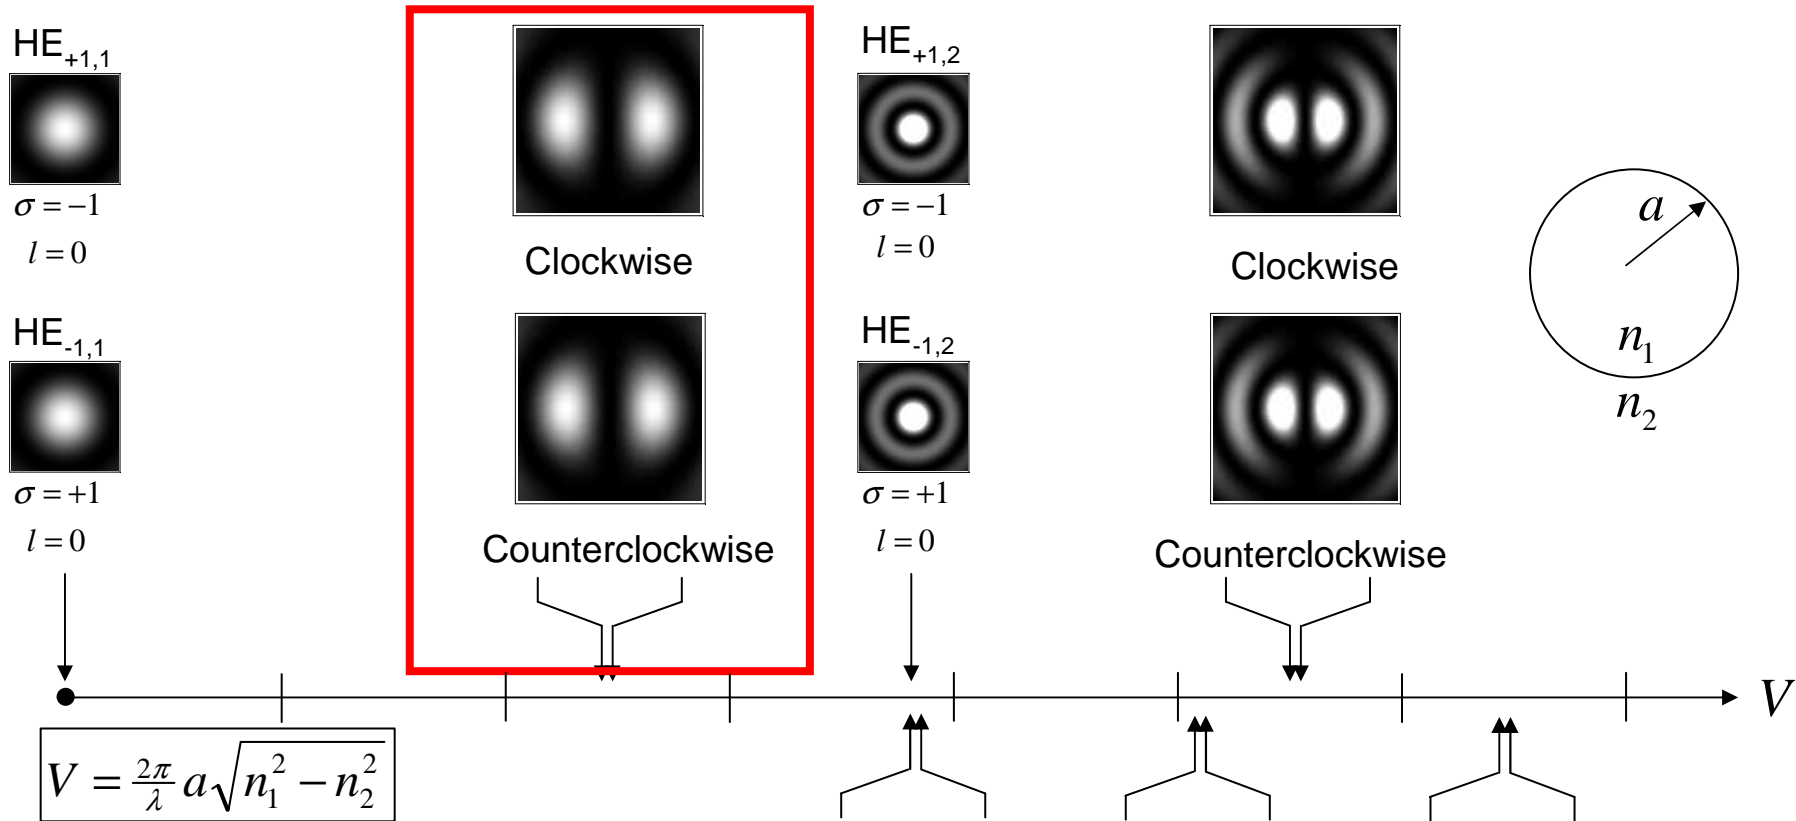 HE+1,1
σ = −1
l = 0
HE-1,1
σ = +1
l = 0
Clockwise
Counterclockwise
HE+1,2
σ = −1
l = 0
HE-1,2
σ = +1
l = 0
Clockwise
Counterclockwise
a
n1
n2
V
V = 2π/λ a√(n1² − n2²)